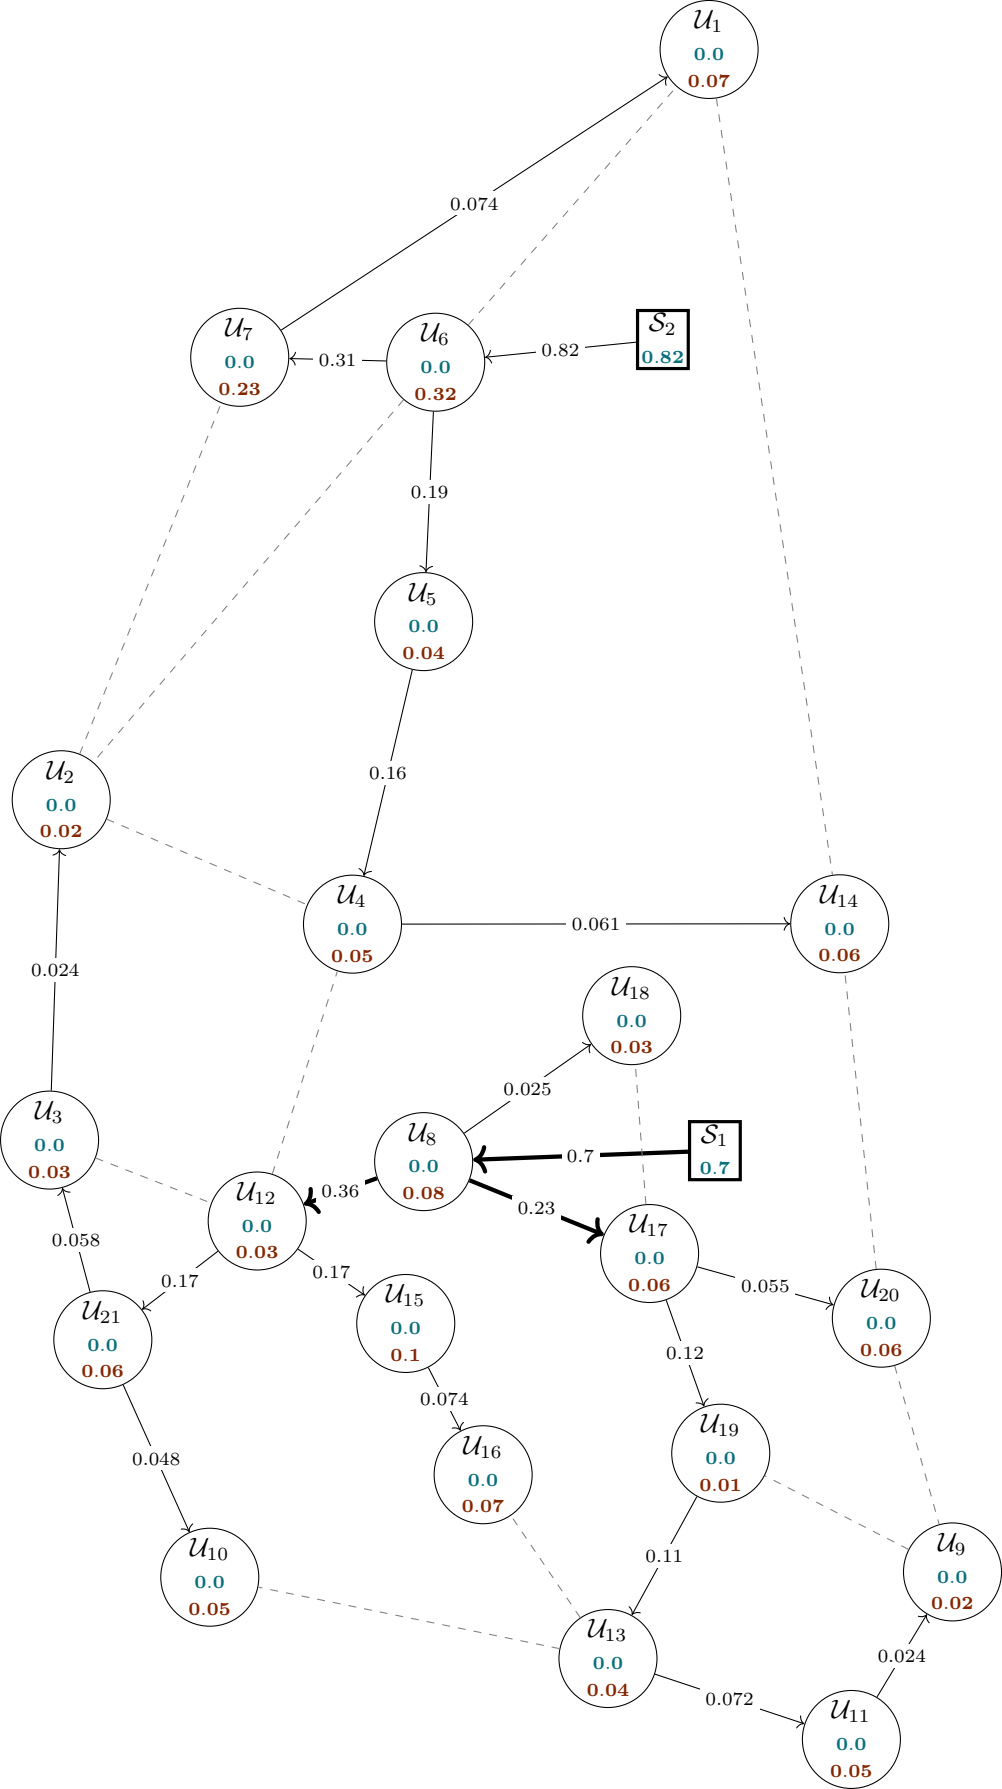 𝒰₁
0.0
0.07
0.074
𝒰₇
0.0
0.23
0.31
𝒰₆
0.0
0.32
0.82
𝒮₂
0.82
0.19
𝒰₅
0.0
0.04
0.16
𝒰₂
0.0
0.02
𝒰₄
0.0
0.05
0.061
𝒰₁₄
0.0
0.06
0.024
𝒰₁₈
0.0
0.03
0.025
𝒰₃
0.0
0.03
𝒰₈
0.0
0.08
0.7
𝒮₁
0.7
0.36
0.23
𝒰₁₂
0.0
0.03
𝒰₁₇
0.0
0.06
0.058
0.17
0.17
0.055
𝒰₂₁
0.0
0.06
𝒰₁₅
0.0
0.1
𝒰₂₀
0.0
0.06
0.12
0.074
𝒰₁₉
0.0
0.01
0.048
𝒰₁₆
0.0
0.07
0.11
𝒰₁₀
0.0
0.05
𝒰₉
0.0
0.02
𝒰₁₃
0.0
0.04
0.024
0.072
𝒰₁₁
0.0
0.05